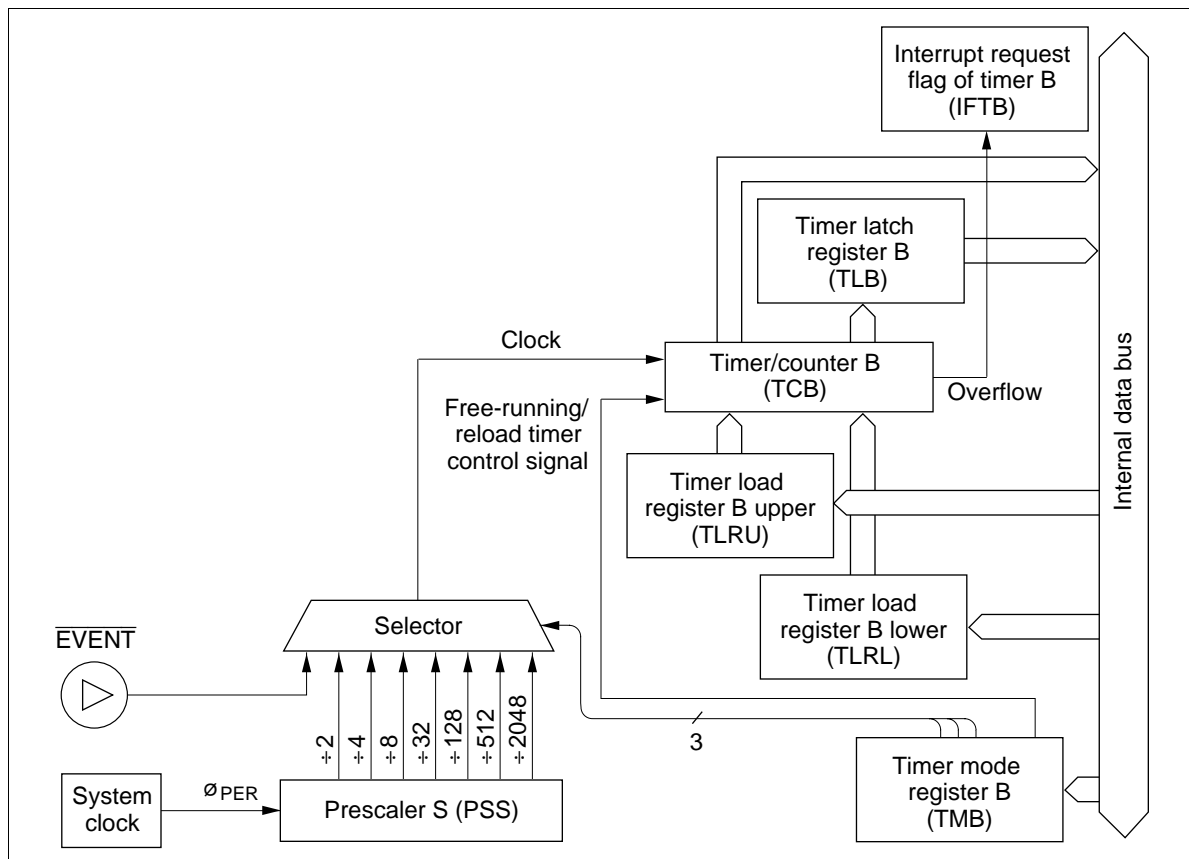 Interrupt request
flag of timer B
(IFTB)
Timer latch
register B
(TLB)
Clock
Timer/counter B
(TCB)
Overflow
Free-running/
reload timer
control signal
Timer load
register B upper
(TLRU)
Internal data bus
Timer load
register B lower
(TLRL)
Selector
EVENT
÷2
÷4
÷8
÷32
÷128
÷512
÷2048
3
Timer mode
register B
(TMB)
System
clock
øPER
Prescaler S (PSS)